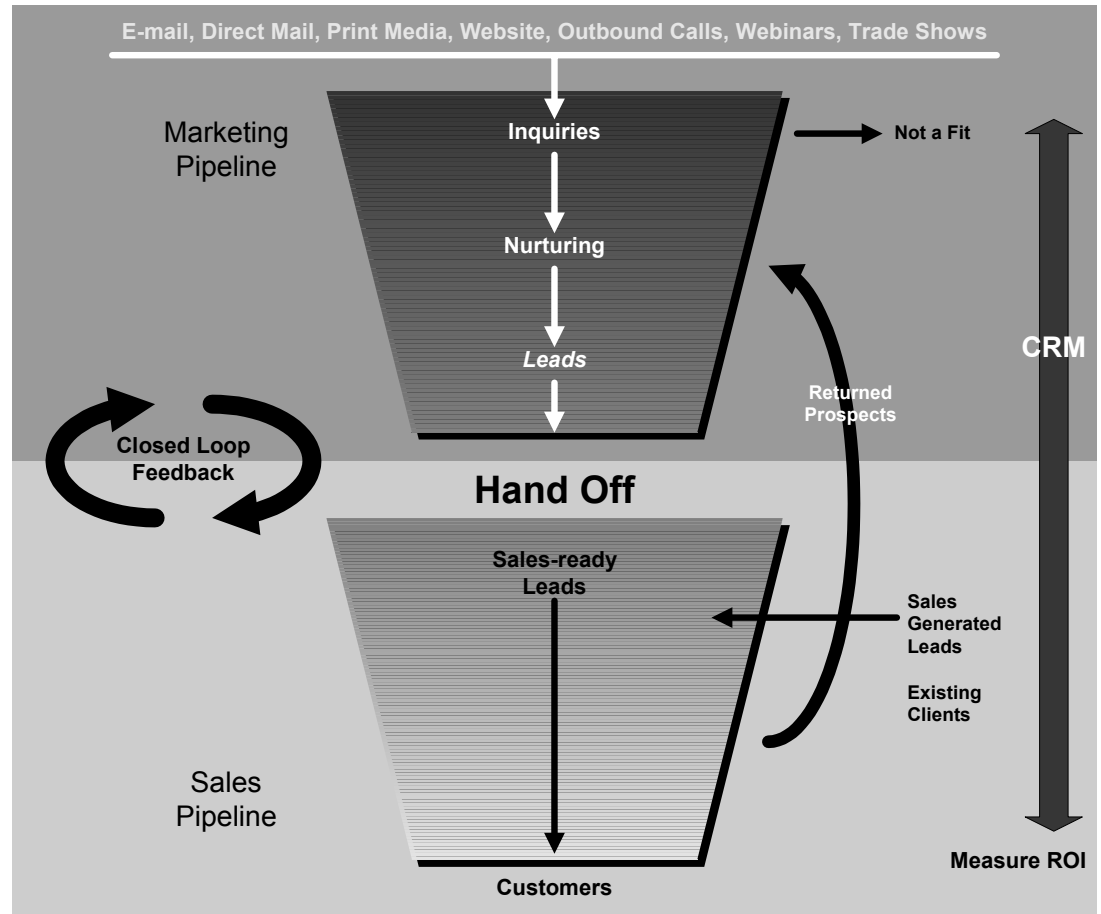 E-mail, Direct Mail, Print Media, Website, Outbound Calls, Webinars, Trade Shows
Marketing
Pipeline
Inquiries
Not a Fit
Nurturing
Leads
CRM
Returned
Prospects
Closed Loop
Feedback
Hand Off
Sales-ready
Leads
Sales
Generated
Leads
Existing
Clients
Sales
Pipeline
Measure ROI
Customers